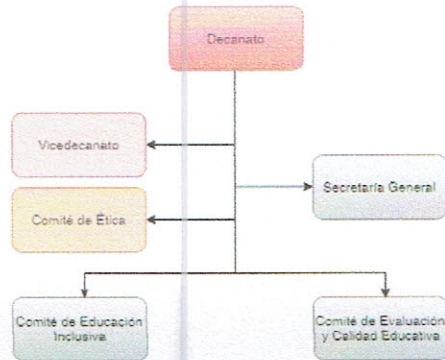 Decanato
Vicedecanato
Secretaría General
Comité de Ética
Comité de Educación
Inclusiva
Comité de Evaluación
y Calidad Educativa